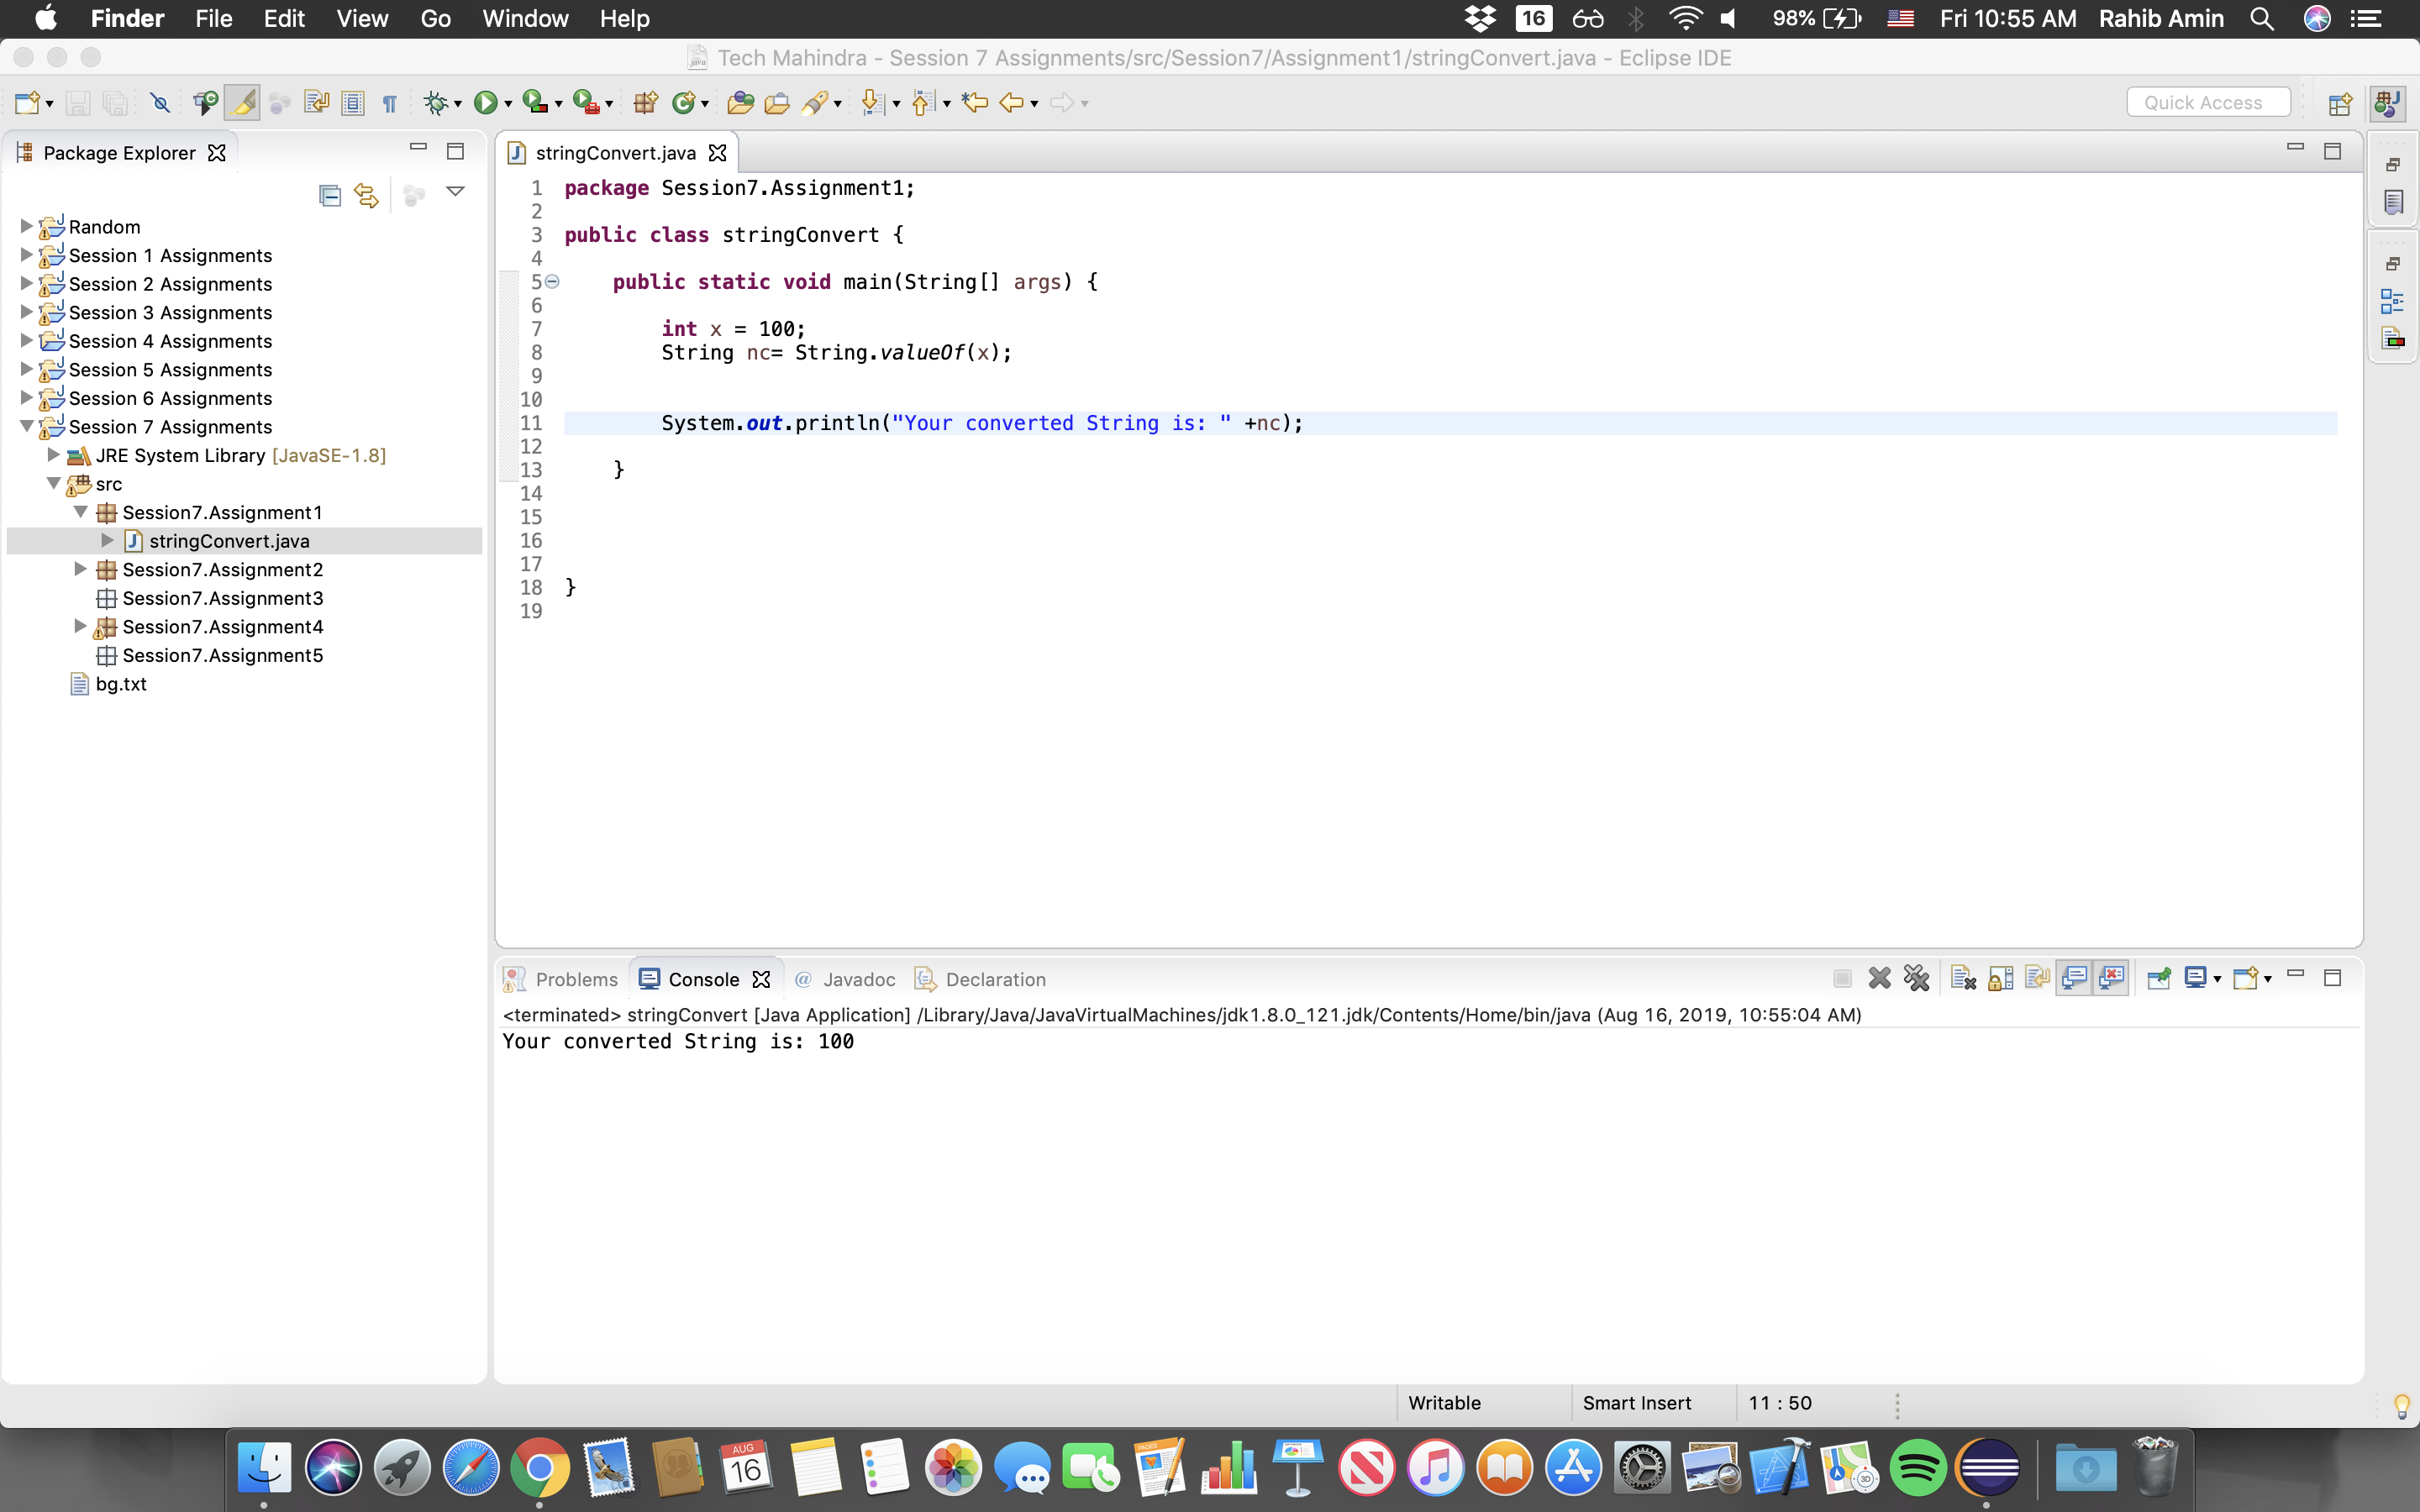 Finder File Edit View Go Window Help 16 98% Fri 10:55 AM Rahib Amin
Tech Mahindra - Session 7 Assignments/src/Session7/Assignment1/stringConvert.java - Eclipse IDE
Quick Access
Package Explorer
Random
Session 1 Assignments
Session 2 Assignments
Session 3 Assignments
Session 4 Assignments
Session 5 Assignments
Session 6 Assignments
Session 7 Assignments
JRE System Library [JavaSE-1.8]
src
Session7.Assignment1
stringConvert.java
Session7.Assignment2
Session7.Assignment3
Session7.Assignment4
Session7.Assignment5
bg.txt
stringConvert.java
1 package Session7.Assignment1;
2
3 public class stringConvert {
4
5 public static void main(String[] args) {
6
7 int x = 100;
8 String nc= String.valueOf(x);
9
10
11 System.out.println("Your converted String is: " +nc);
12
13 }
14
15
16
17
18 }
19
Problems Console @ Javadoc Declaration
<terminated> stringConvert [Java Application] /Library/Java/JavaVirtualMachines/jdk1.8.0_121.jdk/Contents/Home/bin/java (Aug 16, 2019, 10:55:04 AM)
Your converted String is: 100
Writable Smart Insert 11 : 50
AUG
16
PAGES
3D